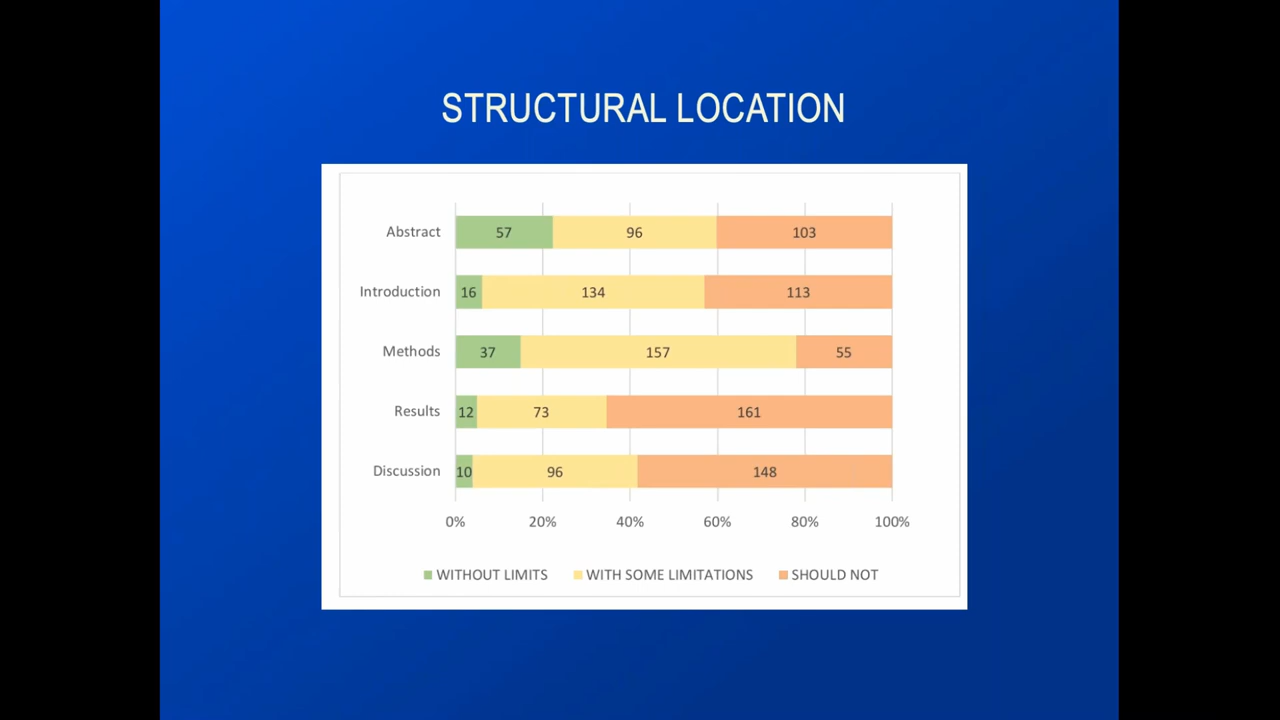 STRUCTURAL LOCATION
Abstract 57 96 103
Introduction 16 134 113
Methods 37 157 55
Results 12 73 161
Discussion 10 96 148
0% 20% 40% 60% 80% 100%
WITHOUT LIMITS WITH SOME LIMITATIONS SHOULD NOT